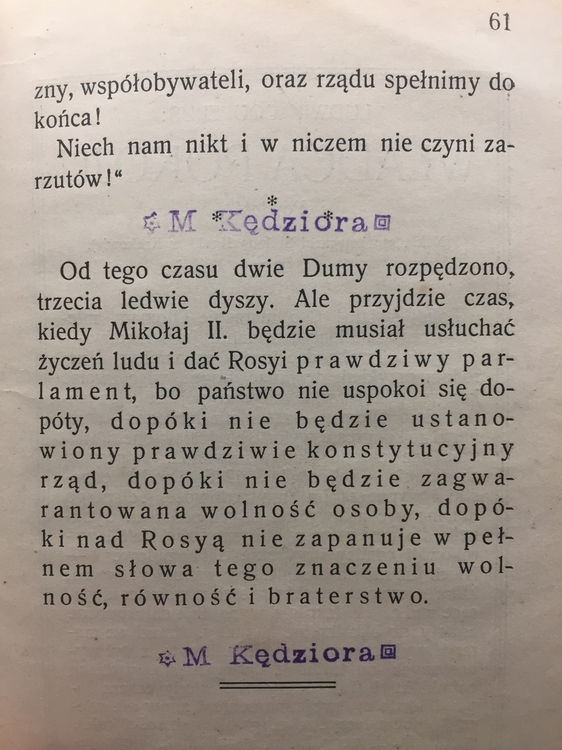 61
zny, współobywateli, oraz rządu spełnimy do
końca!
Niech nam nikt i w niczem nie czyni za-
rzutów!“
*
* *
M Kędziora
Od tego czasu dwie Dumy rozpędzono,
trzecia ledwie dyszy. Ale przyjdzie czas,
kiedy Mikołaj II. będzie musiał usłuchać
życzeń ludu i dać Rosyi prawdziwy par-
lament, bo państwo nie uspokoi się do-
póty, dopóki nie będzie ustano-
wiony prawdziwie konstytucyjny
rząd, dopóki nie będzie zagwa-
rantowana wolność osoby, dopó-
ki nad Rosyą nie zapanuje w peł-
nem słowa tego znaczeniu wol-
ność, równość i braterstwo.
M Kędziora